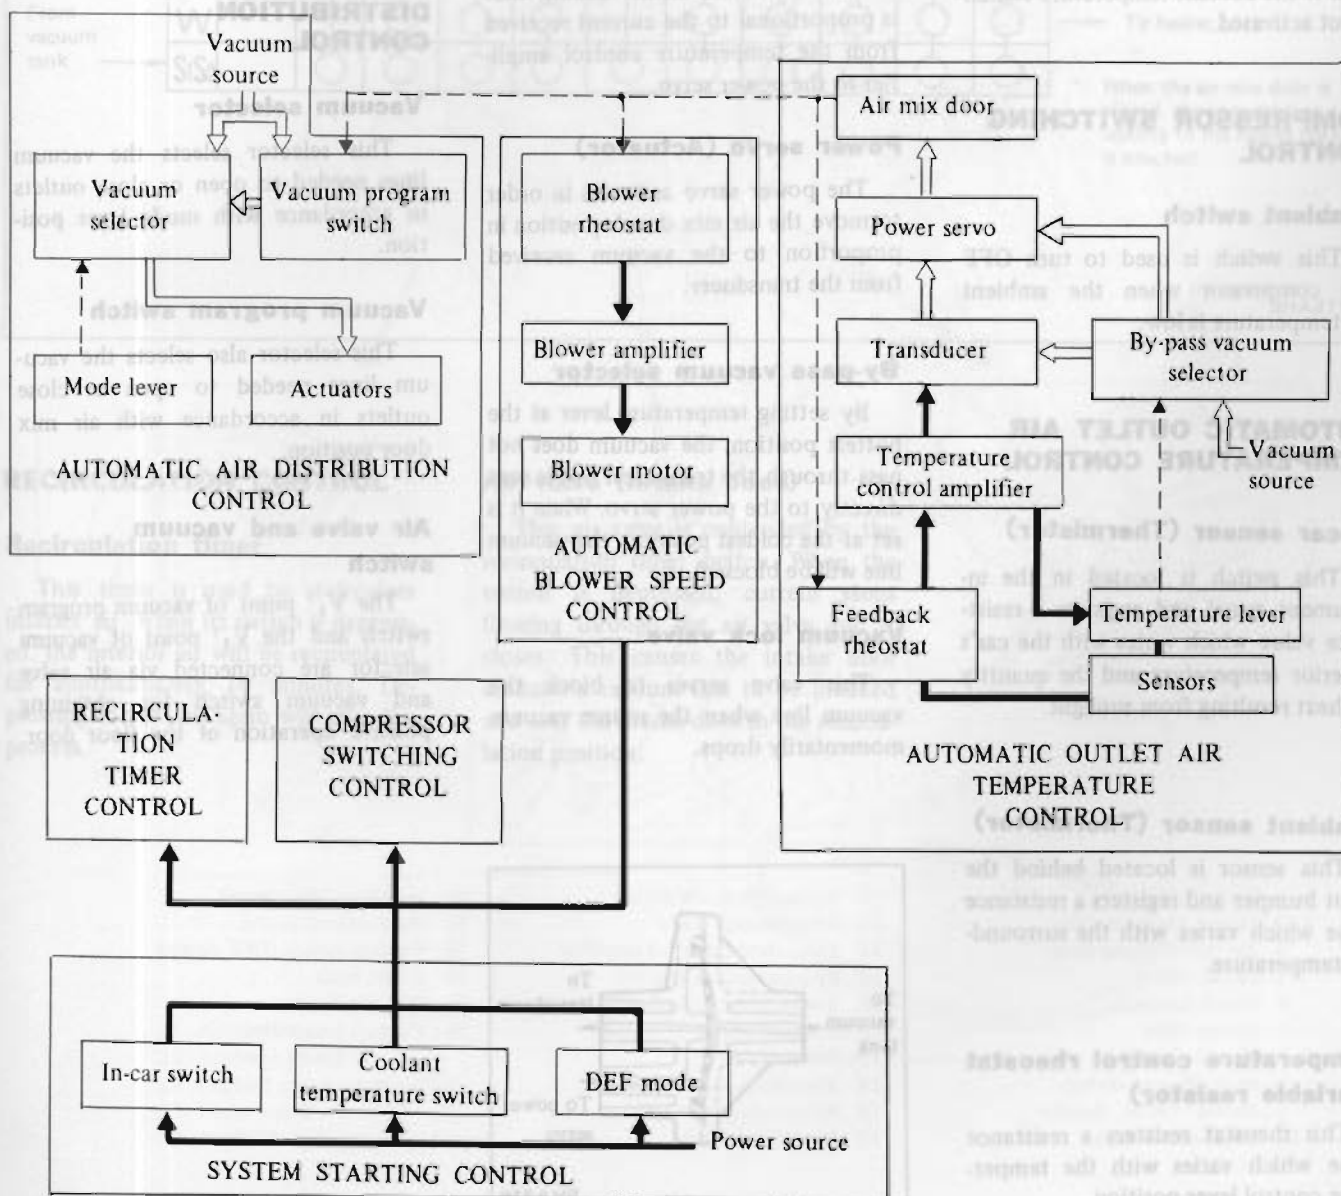 Vacuum
source
Vacuum
selector
Vacuum program
switch
Mode lever
Actuators
AUTOMATIC AIR DISTRIBUTION
CONTROL
Blower
rheostat
Blower amplifier
Blower motor
AUTOMATIC
BLOWER SPEED
CONTROL
Air mix door
Power servo
Transducer
By-pass vacuum
selector
Temperature
control amplifier
Vacuum
source
Feedback
rheostat
Temperature lever
Sensors
AUTOMATIC OUTLET AIR
TEMPERATURE
CONTROL
RECIRCULA-
TION
TIMER
CONTROL
COMPRESSOR
SWITCHING
CONTROL
In-car switch
Coolant
temperature switch
DEF mode
Power source
SYSTEM STARTING CONTROL